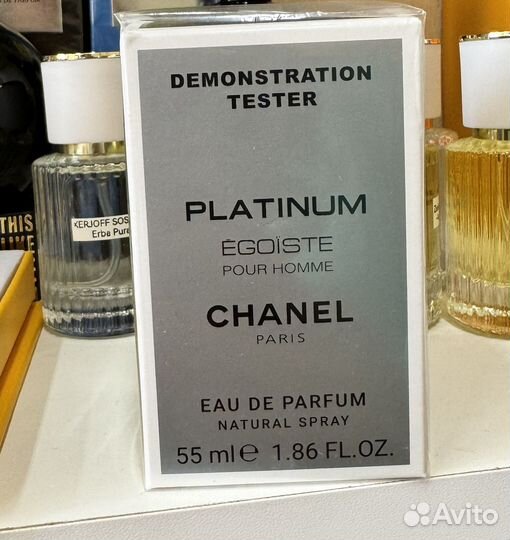 DEMONSTRATION
TESTER
PLATINUM
ÉGOÏSTE
POUR HOMME
CHANEL
PARIS
EAU DE PARFUM
NATURAL SPRAY
55 ml℮ 1.86 FL.OZ.
XERJOFF SOS
Erba Pura
THIS
Avito